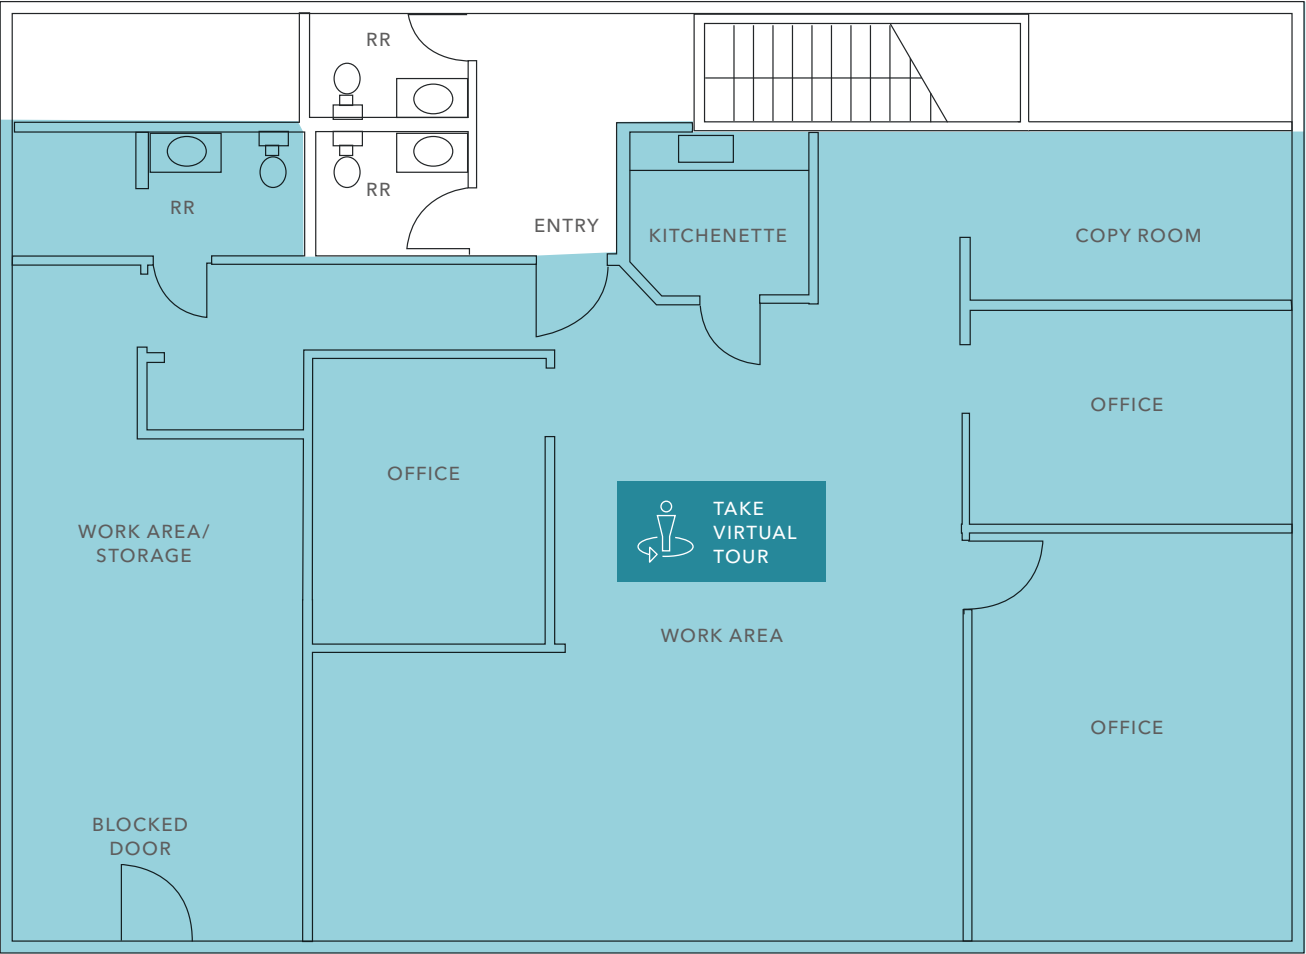 RR
RR
RR
ENTRY
KITCHENETTE
COPY ROOM
OFFICE
OFFICE
TAKE
VIRTUAL
TOUR
WORK AREA/
STORAGE
WORK AREA
OFFICE
BLOCKED
DOOR